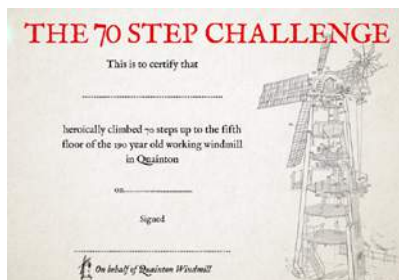 THE 70 STEP CHALLENGE
This is to certify that
heroically climbed 70 steps up to the fifth
floor of the 190 year old working windmill
in Quainton
on
Signed
On behalf of Quainton Windmill